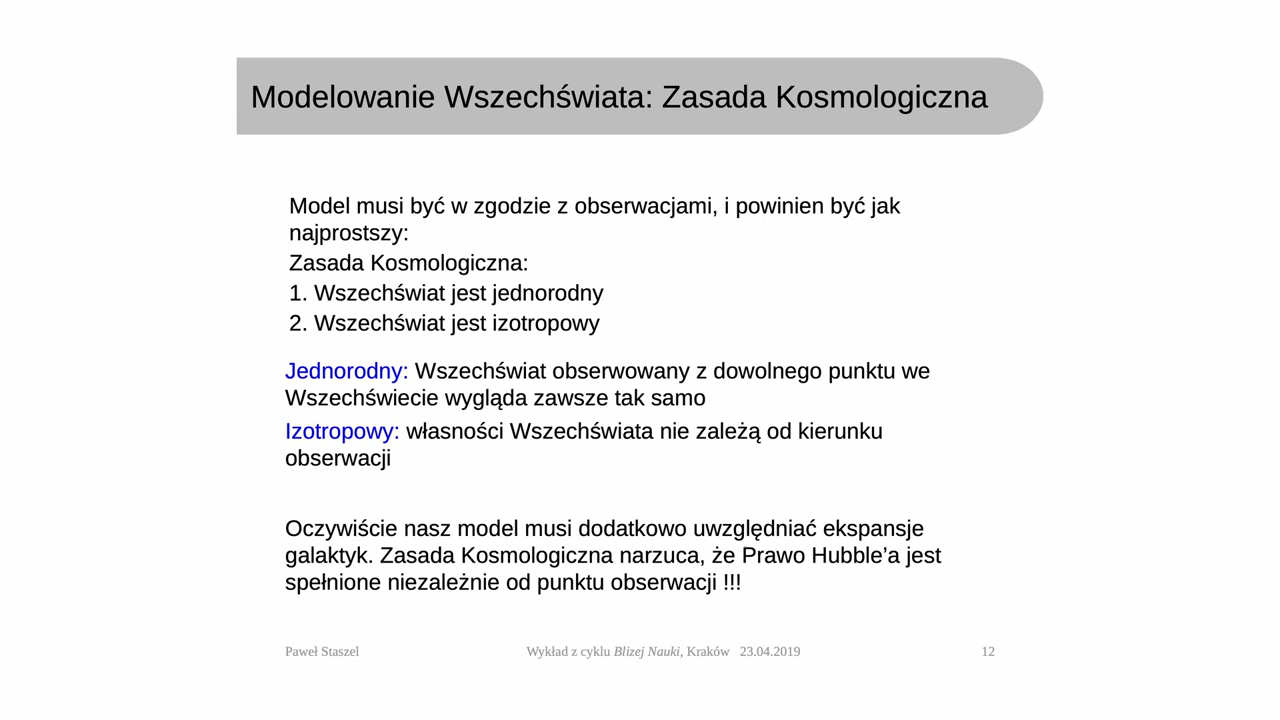 Modelowanie Wszechświata: Zasada Kosmologiczna
Model musi być w zgodzie z obserwacjami, i powinien być jak
najprostszy:
Zasada Kosmologiczna:
1. Wszechświat jest jednorodny
2. Wszechświat jest izotropowy
Jednorodny: Wszechświat obserwowany z dowolnego punktu we
Wszechświecie wygląda zawsze tak samo
Izotropowy: własności Wszechświata nie zależą od kierunku
obserwacji
Oczywiście nasz model musi dodatkowo uwzględniać ekspansje
galaktyk. Zasada Kosmologiczna narzuca, że Prawo Hubble’a jest
spełnione niezależnie od punktu obserwacji !!!
Paweł Staszel Wykład z cyklu Blizej Nauki, Kraków 23.04.2019 12